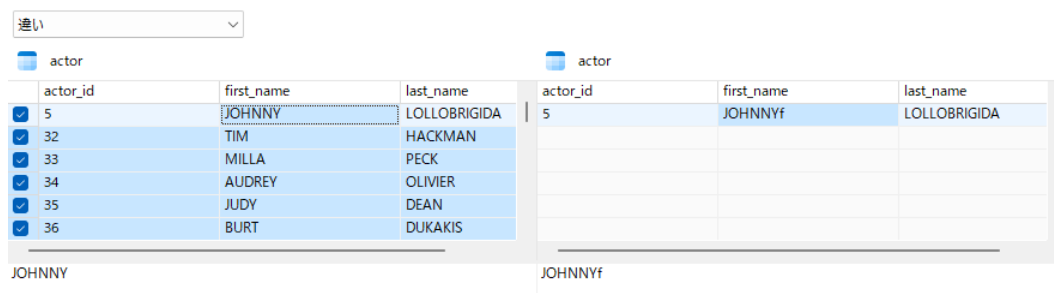 違い
actor actor
actor_id first_name last_name actor_id first_name last_name
5 JOHNNY LOLLOBRIGIDA 5 JOHNNYf LOLLOBRIGIDA
32 TIM HACKMAN
33 MILLA PECK
34 AUDREY OLIVIER
35 JUDY DEAN
36 BURT DUKAKIS
JOHNNY JOHNNYf